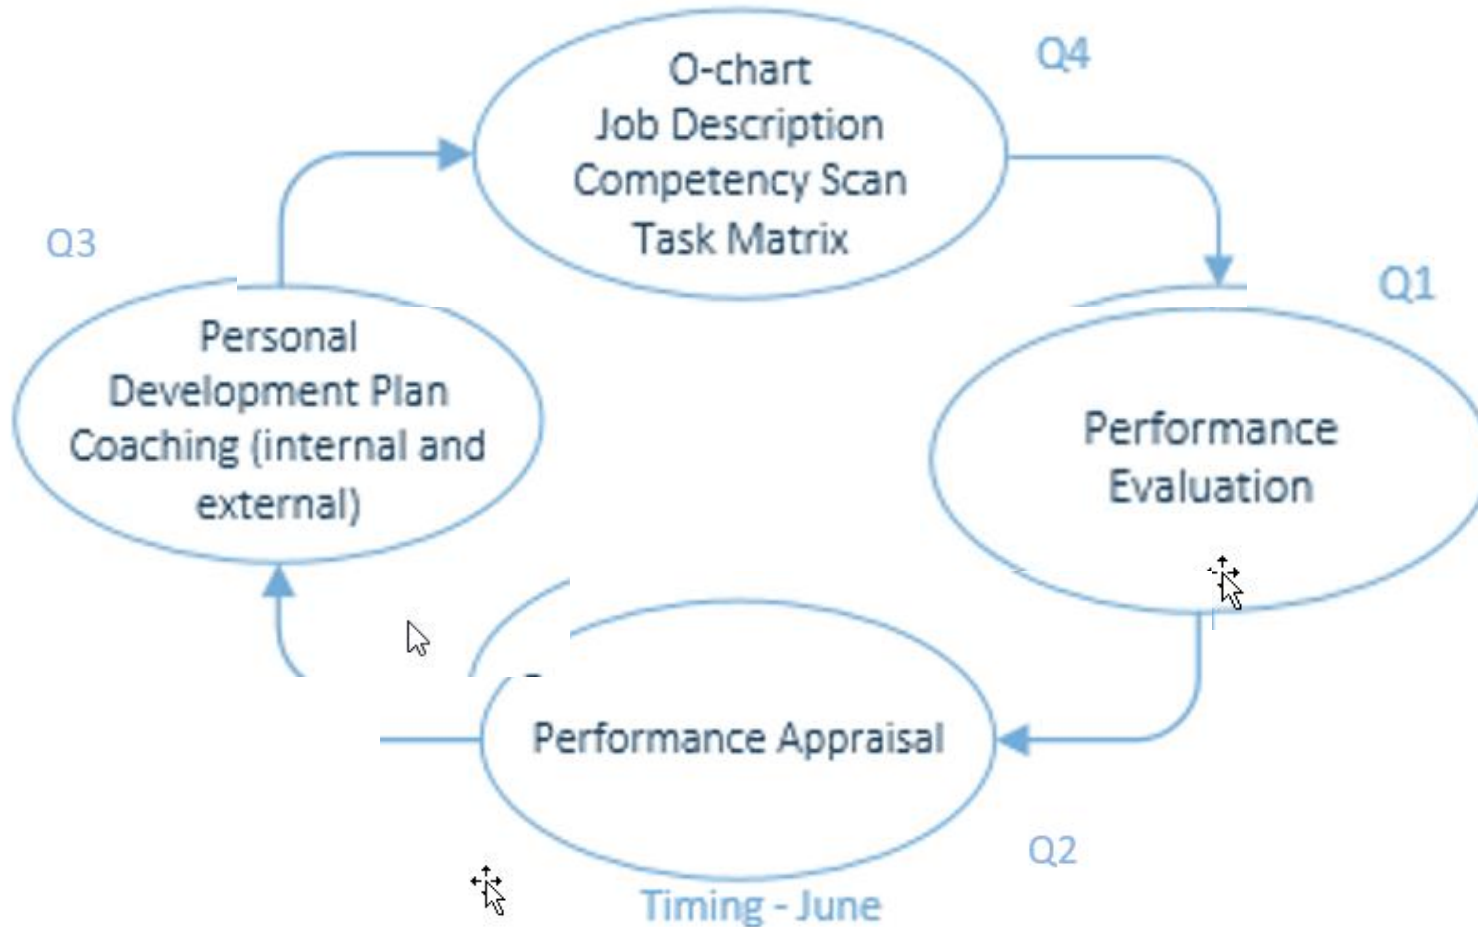 Q4
O-chart
Job Description
Competency Scan
Task Matrix
Q3
Q1
Personal
Development Plan
Coaching (internal and
external)
Performance
Evaluation
Performance Appraisal
Q2
Timing - June